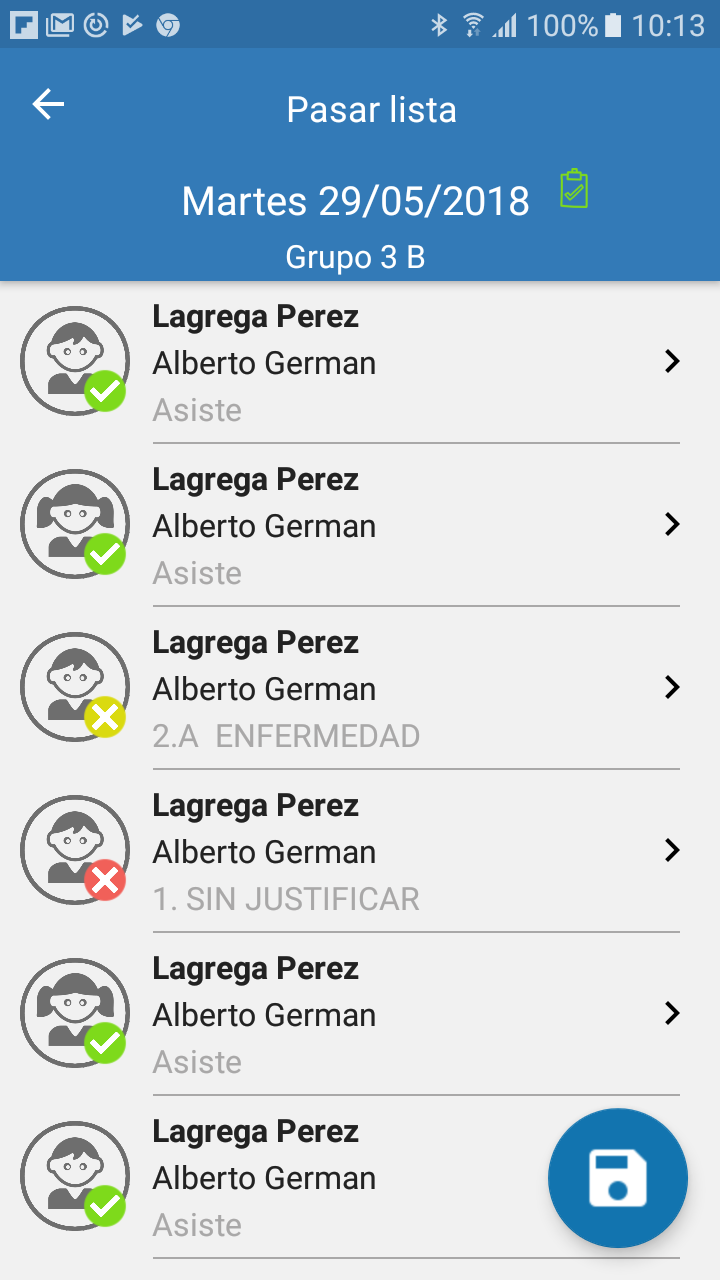 100% 10:13
Pasar lista
Martes 29/05/2018
Grupo 3 B
Lagrega Perez
Alberto German
Asiste
Lagrega Perez
Alberto German
Asiste
Lagrega Perez
Alberto German
2.A  ENFERMEDAD
Lagrega Perez
Alberto German
1. SIN JUSTIFICAR
Lagrega Perez
Alberto German
Asiste
Lagrega Perez
Alberto German
Asiste